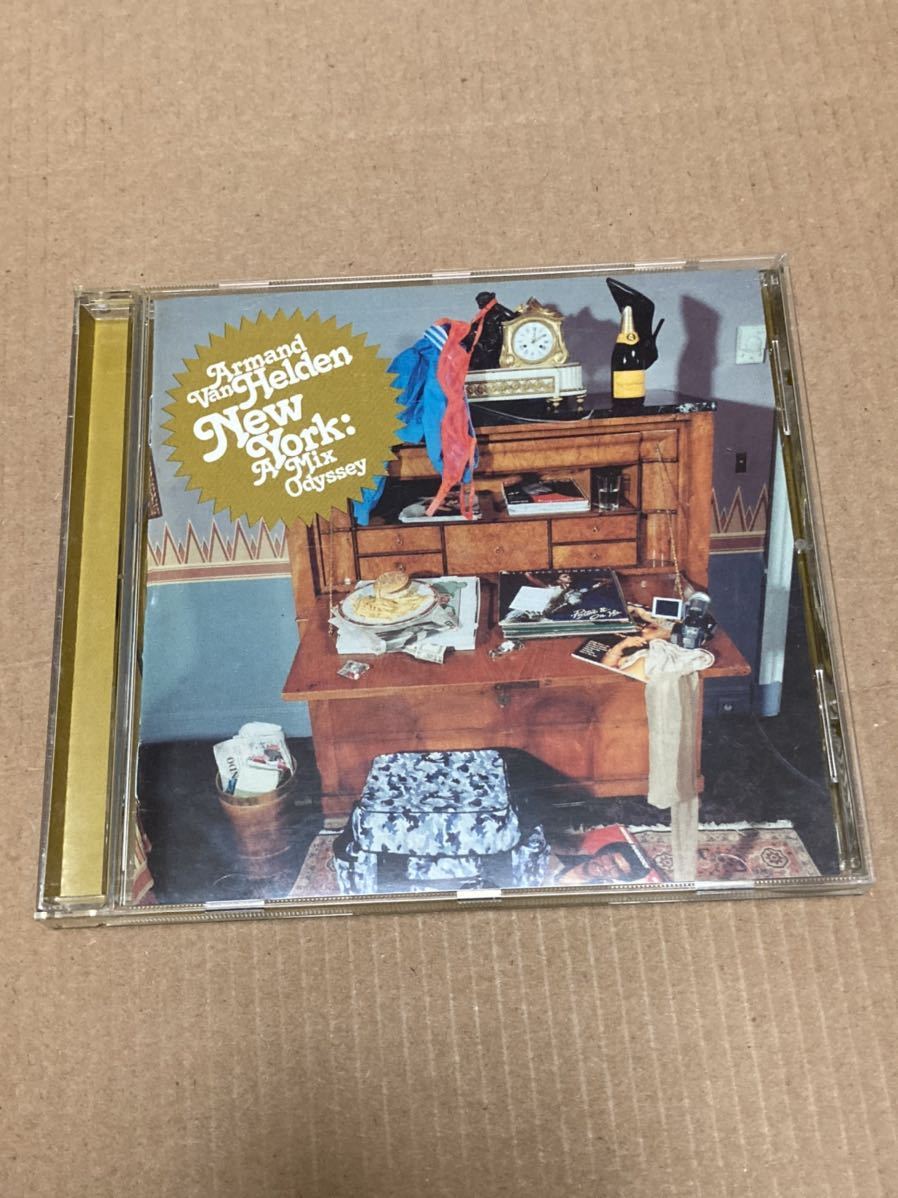 Armand
Van Helden
New
York:
A Mix
Odyssey